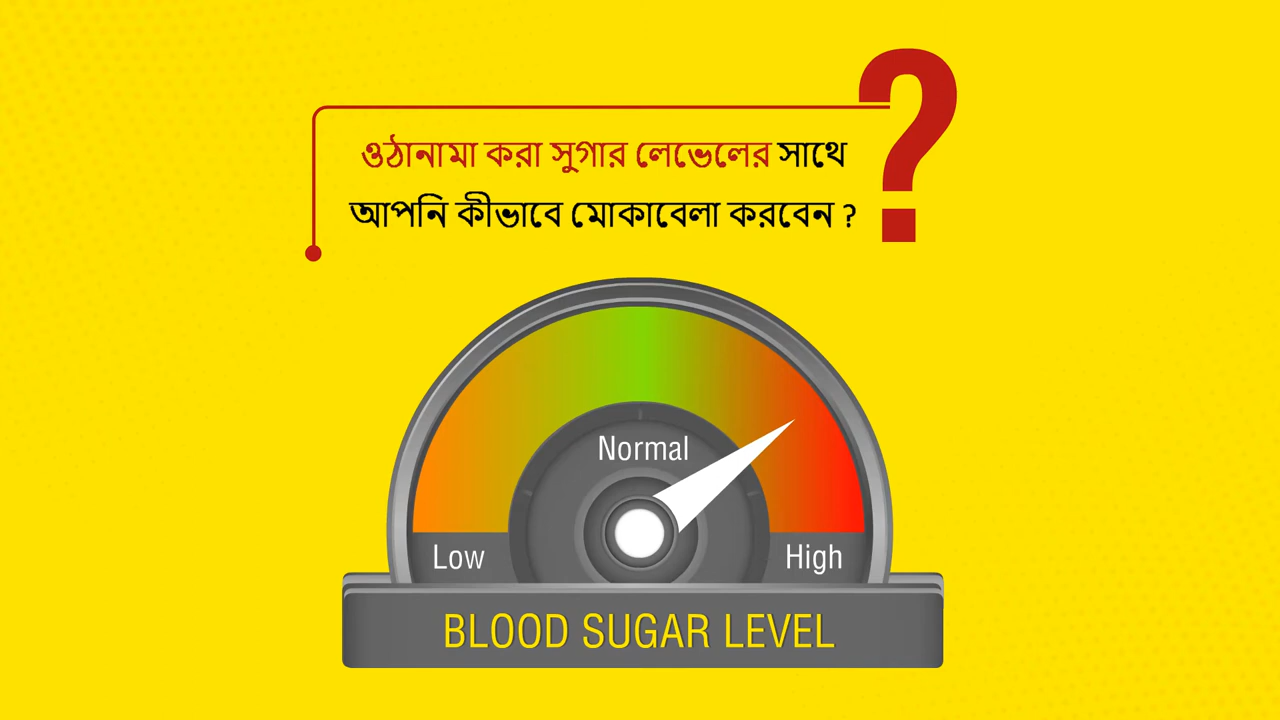 ওঠানামা করা সুগার লেভেলের সাথে
আপনি কীভাবে মোকাবেলা করবেন ?
?
Normal
Low
High
BLOOD SUGAR LEVEL